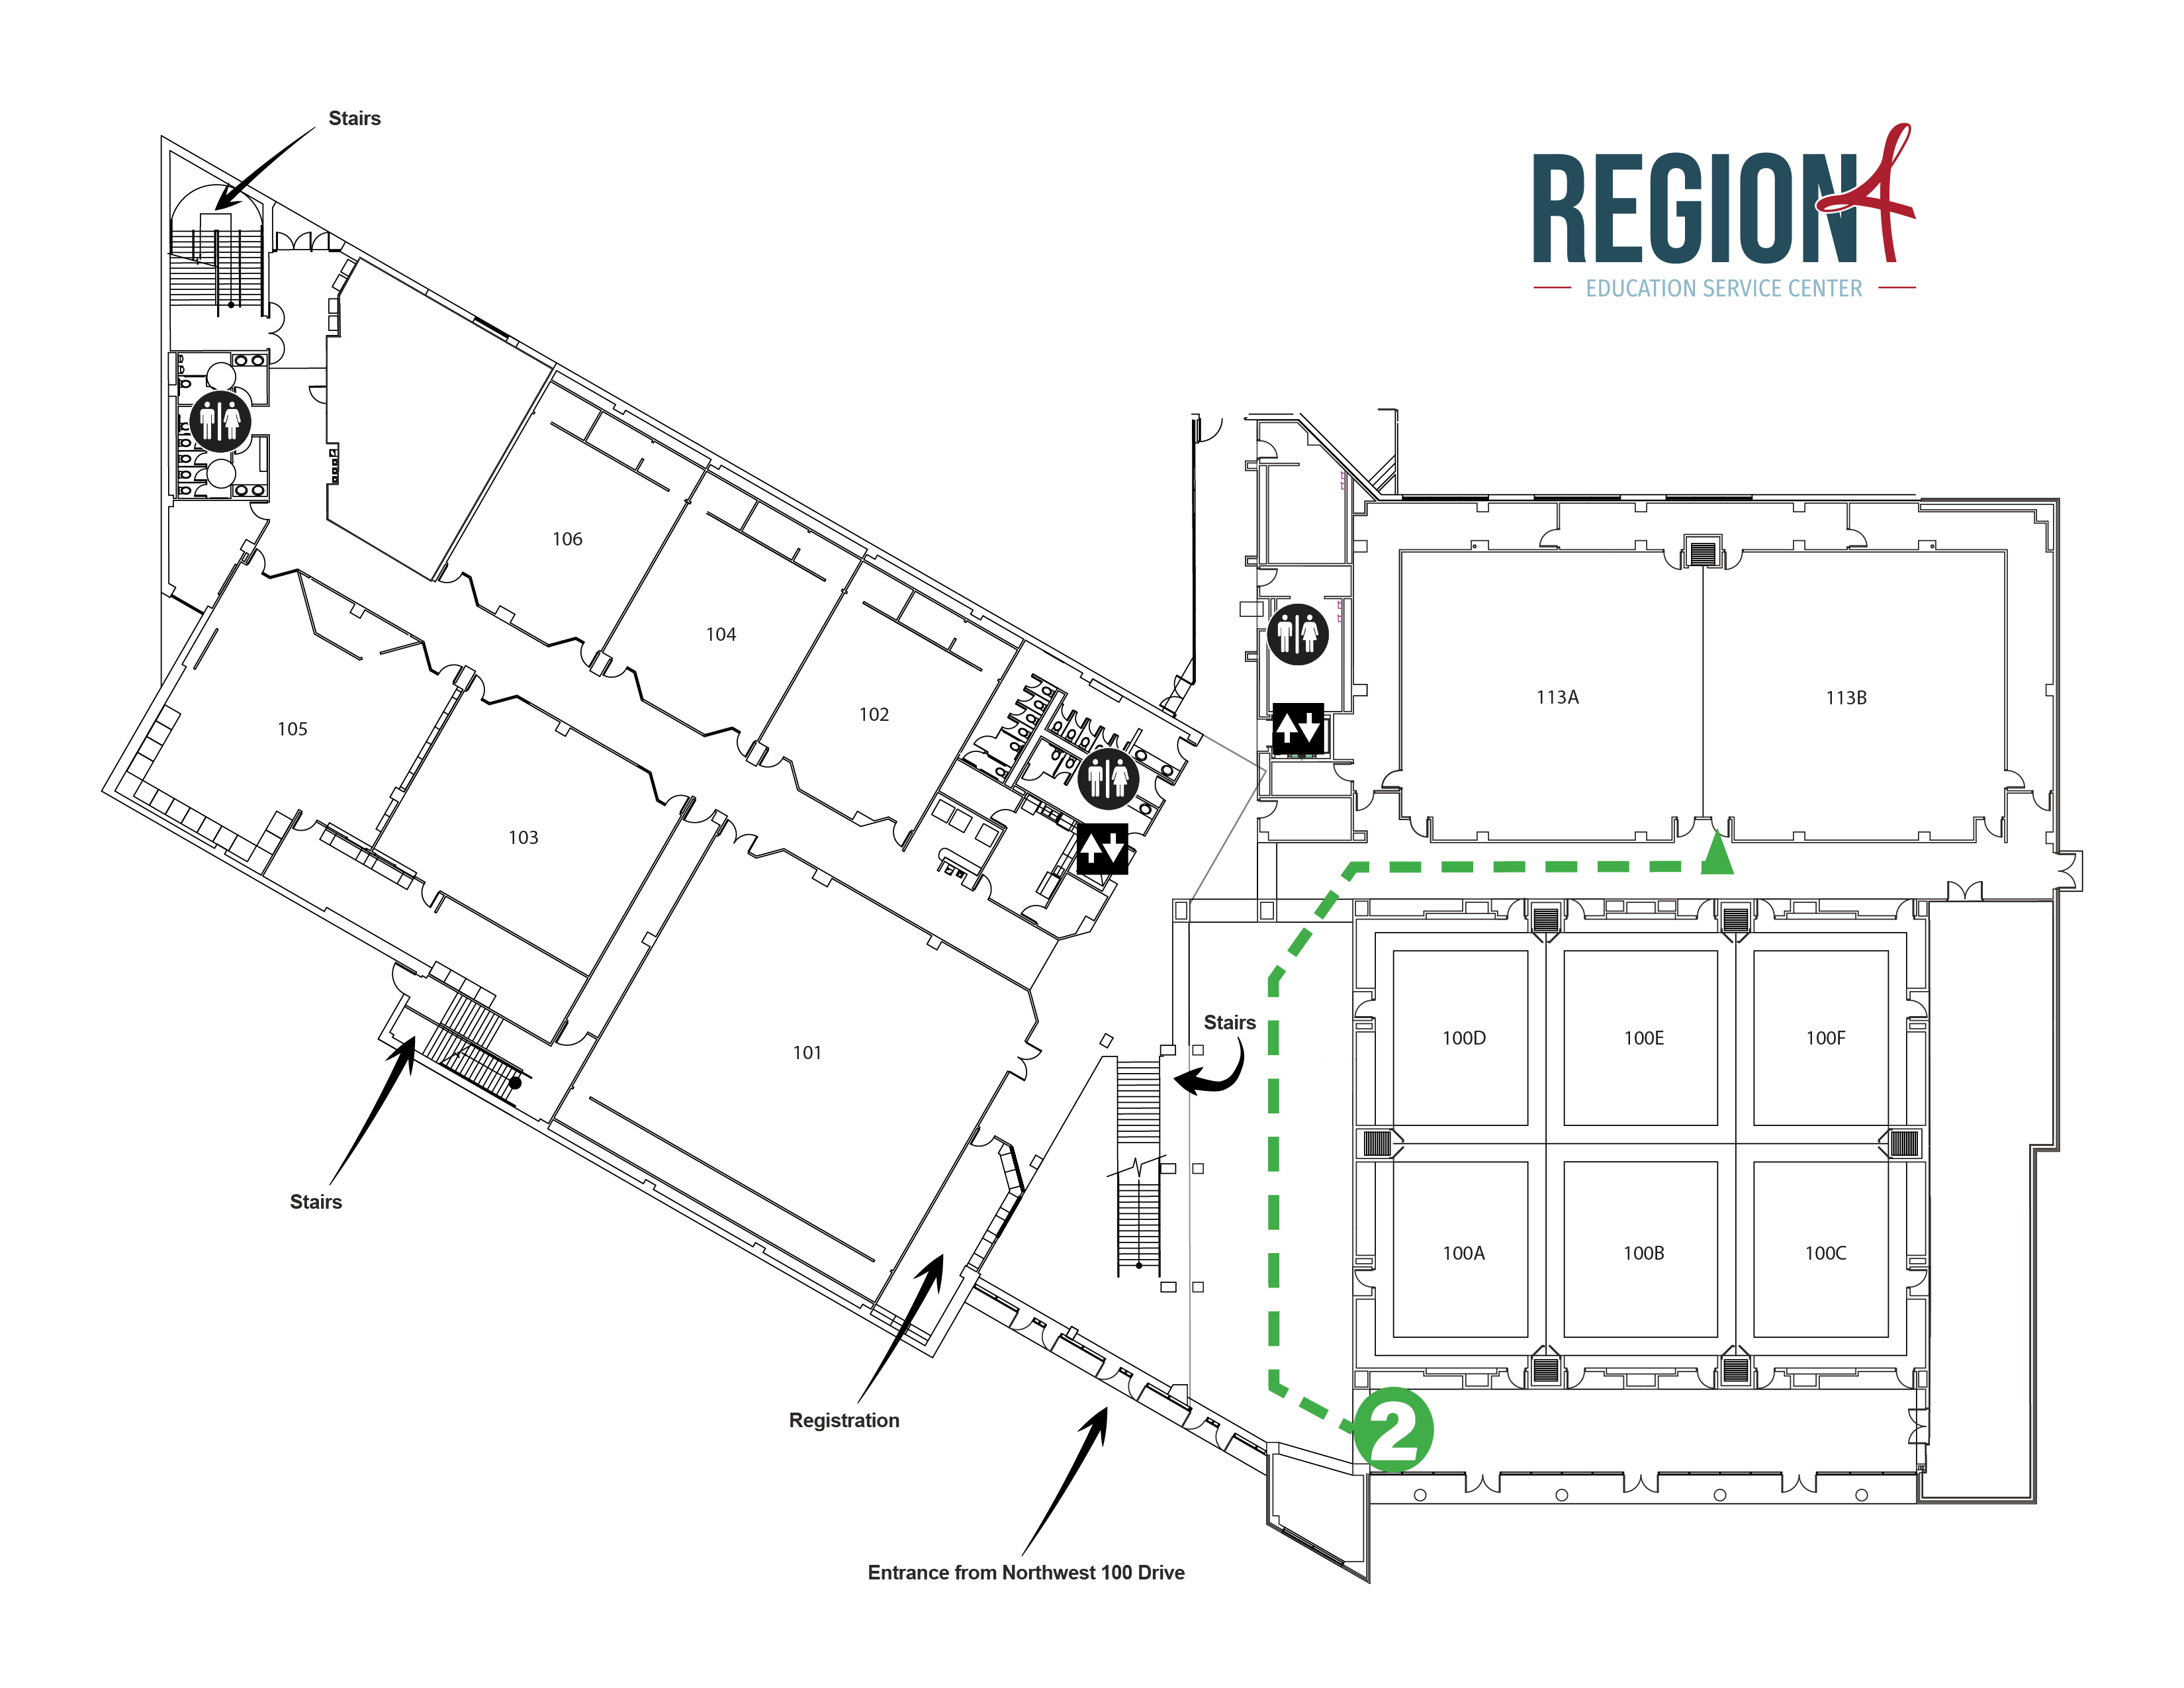 Stairs
REGION 4
EDUCATION SERVICE CENTER
106
104
102
105
103
101
113A
113B
Stairs
100D
100E
100F
100A
100B
100C
Stairs
Registration
2
Entrance from Northwest 100 Drive